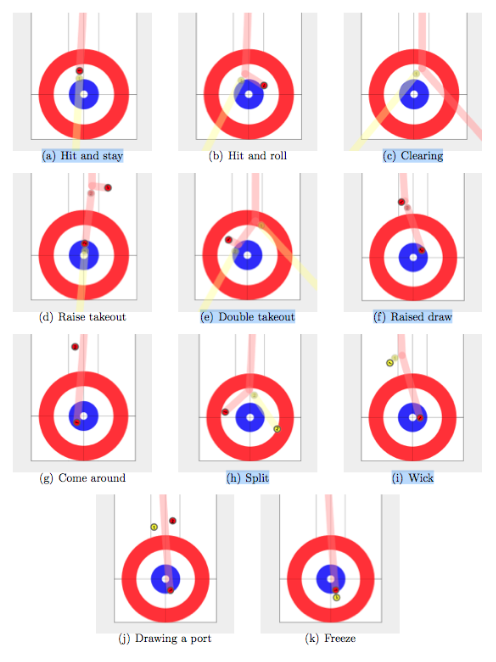 (a) Hit and stay
(b) Hit and roll
(c) Clearing
(d) Raise takeout
(e) Double takeout
(f) Raised draw
(g) Come around
(h) Split
(i) Wick
(j) Drawing a port
(k) Freeze